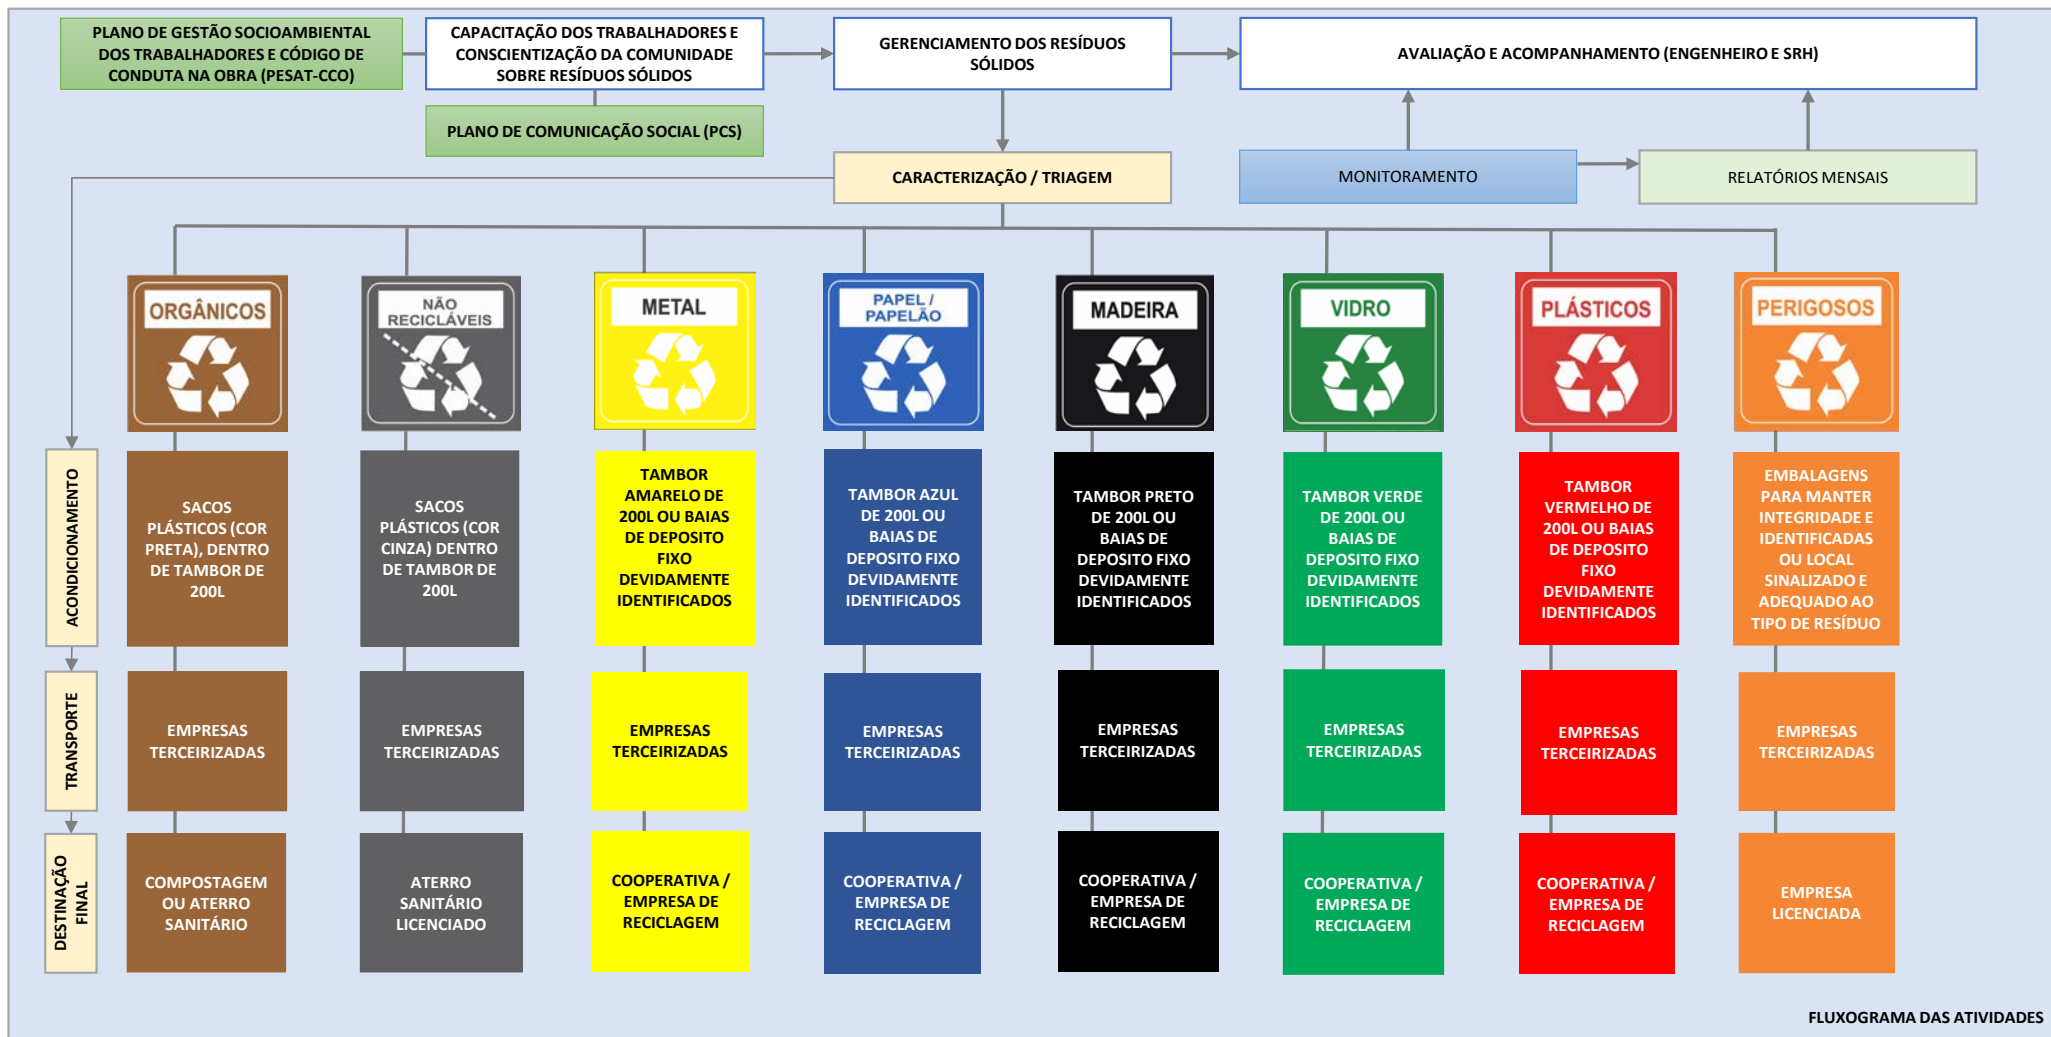 PLANO DE GESTÃO SOCIOAMBIENTAL
DOS TRABALHADORES E CÓDIGO DE
CONDUTA NA OBRA (PESAT-CCO)
CAPACITAÇÃO DOS TRABALHADORES E
CONSCIENTIZAÇÃO DA COMUNIDADE
SOBRE RESÍDUOS SÓLIDOS
GERENCIAMENTO DOS RESÍDUOS
SÓLIDOS
AVALIAÇÃO E ACOMPANHAMENTO (ENGENHEIRO E SRH)
PLANO DE COMUNICAÇÃO SOCIAL (PCS)
CARACTERIZAÇÃO / TRIAGEM
MONITORAMENTO
RELATÓRIOS MENSAIS
ORGÂNICOS
NÃO
RECICLÁVEIS
METAL
PAPEL /
PAPELÃO
MADEIRA
VIDRO
PLÁSTICOS
PERIGOSOS
ACONDICIONAMENTO
SACOS
PLÁSTICOS (COR
PRETA), DENTRO
DE TAMBOR DE
200L
SACOS
PLÁSTICOS (COR
CINZA) DENTRO
DE TAMBOR DE
200L
TAMBOR
AMARELO DE
200L OU BAIAS
DE DEPOSITO
FIXO
DEVIDAMENTE
IDENTIFICADOS
TAMBOR AZUL
DE 200L OU
BAIAS DE
DEPOSITO FIXO
DEVIDAMENTE
IDENTIFICADOS
TAMBOR PRETO
DE 200L OU
BAIAS DE
DEPOSITO FIXO
DEVIDAMENTE
IDENTIFICADOS
TAMBOR VERDE
DE 200L OU
BAIAS DE
DEPOSITO FIXO
DEVIDAMENTE
IDENTIFICADOS
TAMBOR
VERMELHO DE
200L OU BAIAS
DE DEPOSITO
FIXO
DEVIDAMENTE
IDENTIFICADOS
EMBALAGENS
PARA MANTER
INTEGRIDADE E
IDENTIFICADAS
OU LOCAL
SINALIZADO E
ADEQUADO AO
TIPO DE RESÍDUO
TRANSPORTE
EMPRESAS
TERCEIRIZADAS
EMPRESAS
TERCEIRIZADAS
EMPRESAS
TERCEIRIZADAS
EMPRESAS
TERCEIRIZADAS
EMPRESAS
TERCEIRIZADAS
EMPRESAS
TERCEIRIZADAS
EMPRESAS
TERCEIRIZADAS
EMPRESAS
TERCEIRIZADAS
DESTINAÇÃO
FINAL
COMPOSTAGEM
OU ATERRO
SANITÁRIO
ATERRO
SANITÁRIO
LICENCIADO
COOPERATIVA /
EMPRESA DE
RECICLAGEM
COOPERATIVA /
EMPRESA DE
RECICLAGEM
COOPERATIVA /
EMPRESA DE
RECICLAGEM
COOPERATIVA /
EMPRESA DE
RECICLAGEM
COOPERATIVA /
EMPRESA DE
RECICLAGEM
EMPRESA
LICENCIADA
FLUXOGRAMA DAS ATIVIDADES